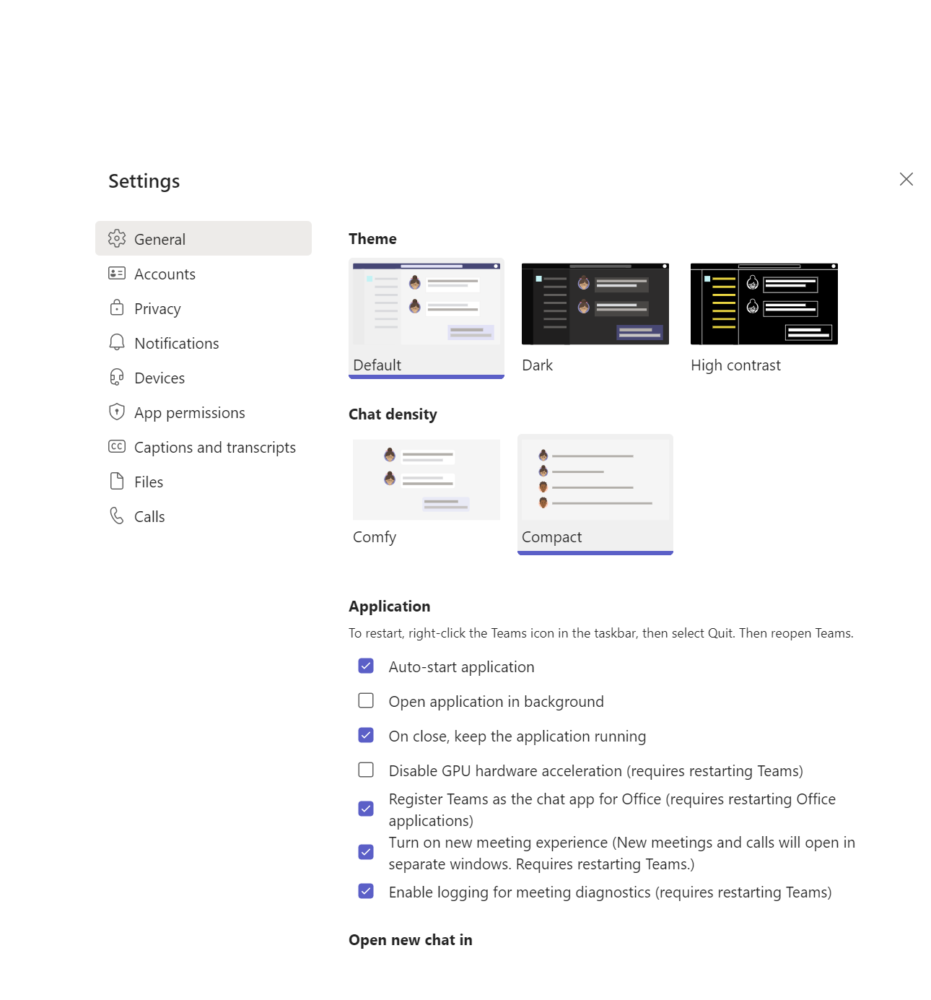 Settings
General
Accounts
Privacy
Notifications
Devices
App permissions
Captions and transcripts
Files
Calls
Theme
Default
Dark
High contrast
Chat density
Comfy
Compact
Application
To restart, right-click the Teams icon in the taskbar, then select Quit. Then reopen Teams.
Auto-start application
Open application in background
On close, keep the application running
Disable GPU hardware acceleration (requires restarting Teams)
Register Teams as the chat app for Office (requires restarting Office
applications)
Turn on new meeting experience (New meetings and calls will open in
separate windows. Requires restarting Teams.)
Enable logging for meeting diagnostics (requires restarting Teams)
Open new chat in